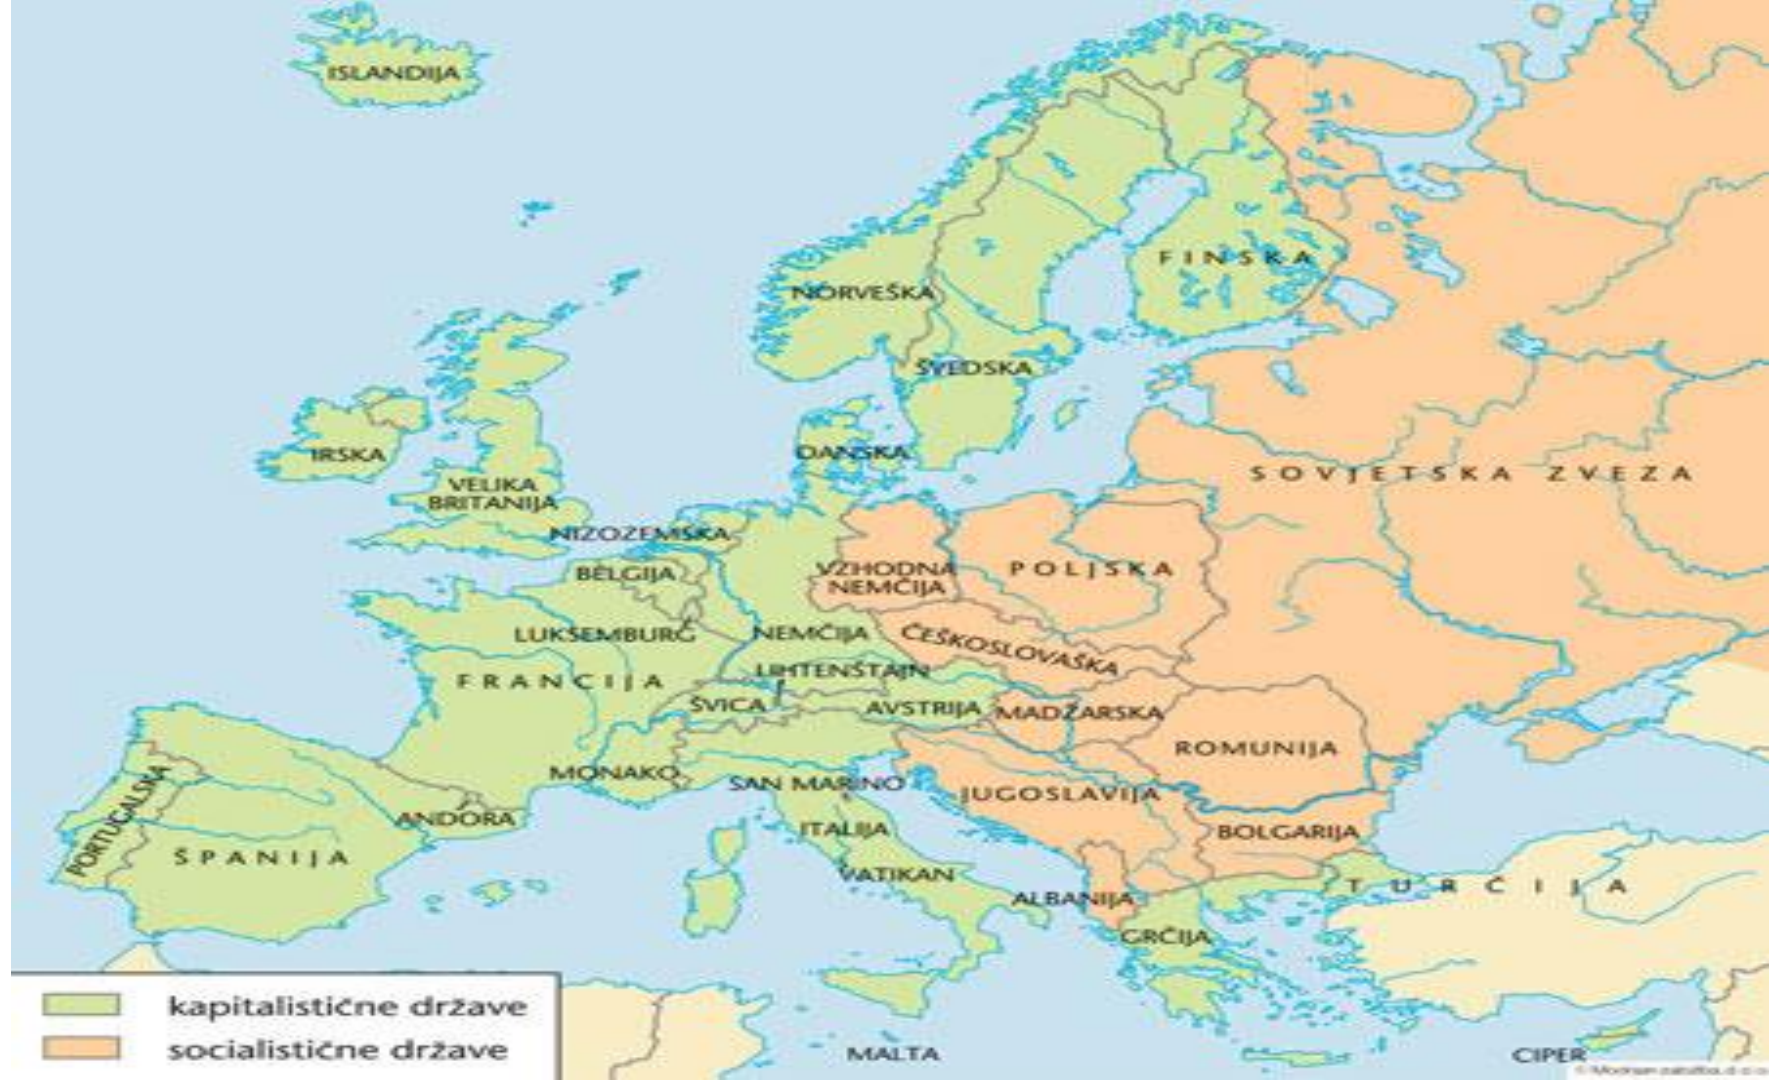 ISLANDIJA
FINSKA
NORVEŠKA
ŠVEDSKA
IRSKA
DANSKA
SOVJETSKA ZVEZA
VELIKA
BRITANIJA
NIZOZEMSKA
BELGIJA
VZHODNA
NEMČIJA
POLJSKA
LUKSEMBURG
NEMČIJA
ČEŠKOSLOVAŠKA
LIHTENŠTAJN
FRANCIJA
ŠVICA
AVSTRIJA
MADŽARSKA
ROMUNIJA
MONAKO
SAN MARINO
JUGOSLAVIJA
PORTUGALSKA
ANDORA
ITALIJA
BOLGARIJA
ŠPANIJA
VATIKAN
TURČIJA
ALBANIJA
GRČIJA
kapitalistične države
socialistične države
MALTA
CIPER